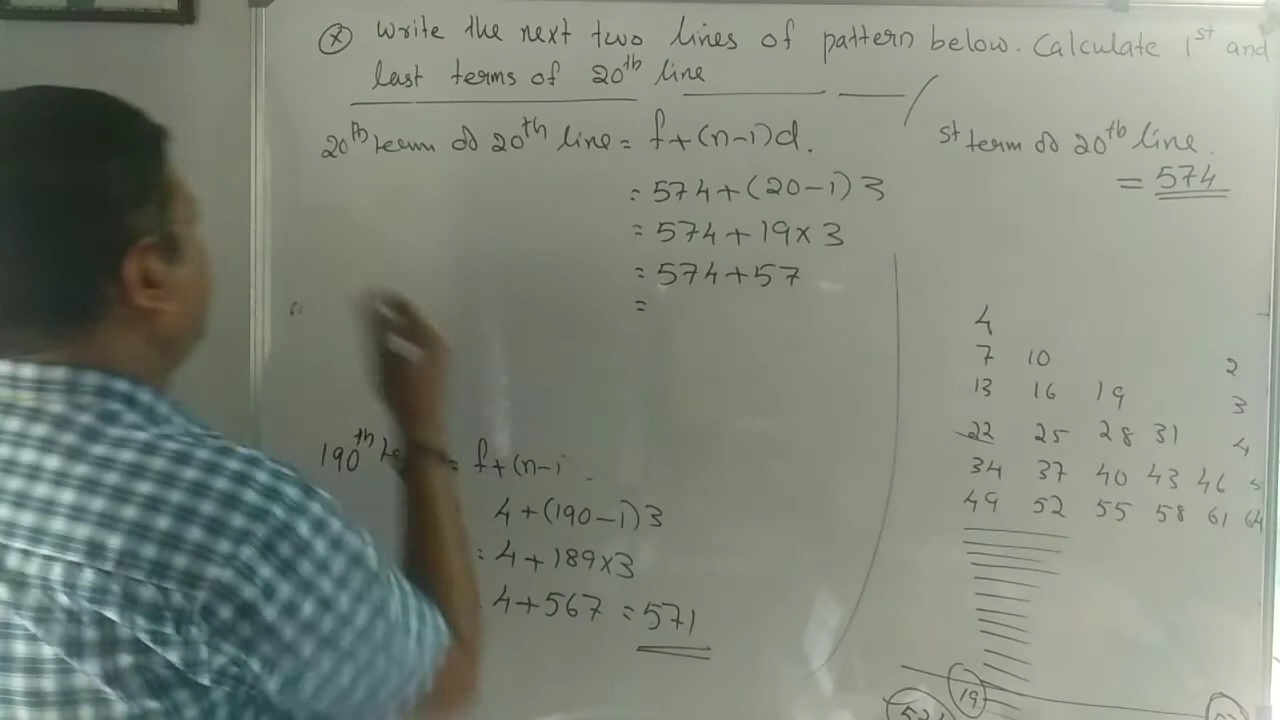 (x) Write the next two lines of pattern below. Calculate 1st and
last terms of 20th line
20th term of 20th line = f+(n-1)d.
= 574+(20-1)3
= 574+19×3
= 574+57
=
st term of 20th line.
= 574
4
7 10 2
13 16 19 3
22 25 28 31 4
34 37 40 43 46
49 52 55 58 61 64
19
190th = f+(n-1
4+(190-1)3
= 4+189×3
4+567 = 571